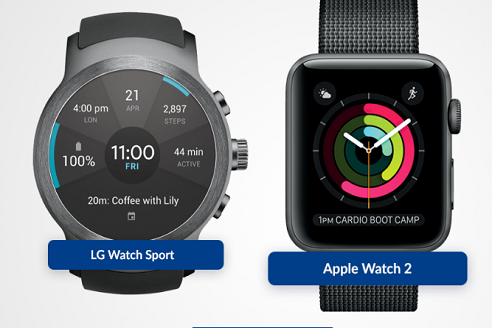 21
APR
4:00 pm
LON
2,897
STEPS
100%
11:00
FRI
44 min
ACTIVE
20m: Coffee with Lily
LG Watch Sport
1PM CARDIO BOOT CAMP
Apple Watch 2